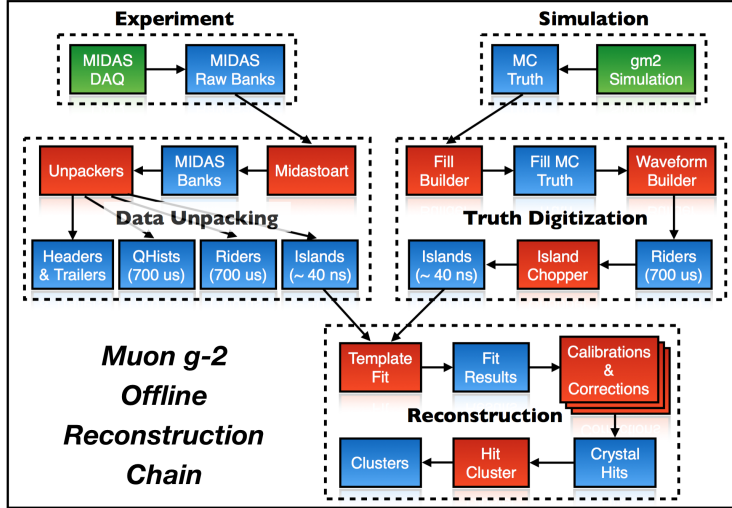 Experiment
MIDAS
DAQ
MIDAS
Raw Banks
Simulation
MC
Truth
gm2
Simulation
Unpackers
MIDAS
Banks
Midastoart
Data Unpacking
Headers
& Trailers
QHists
(700 us)
Riders
(700 us)
Islands
(~ 40 ns)
Fill
Builder
Fill MC
Truth
Waveform
Builder
Truth Digitization
Islands
(~ 40 ns)
Island
Chopper
Riders
(700 us)
Muon g-2
Offline
Reconstruction
Chain
Template
Fit
Fit
Results
Calibrations
&
Corrections
Reconstruction
Clusters
Hit
Cluster
Crystal
Hits